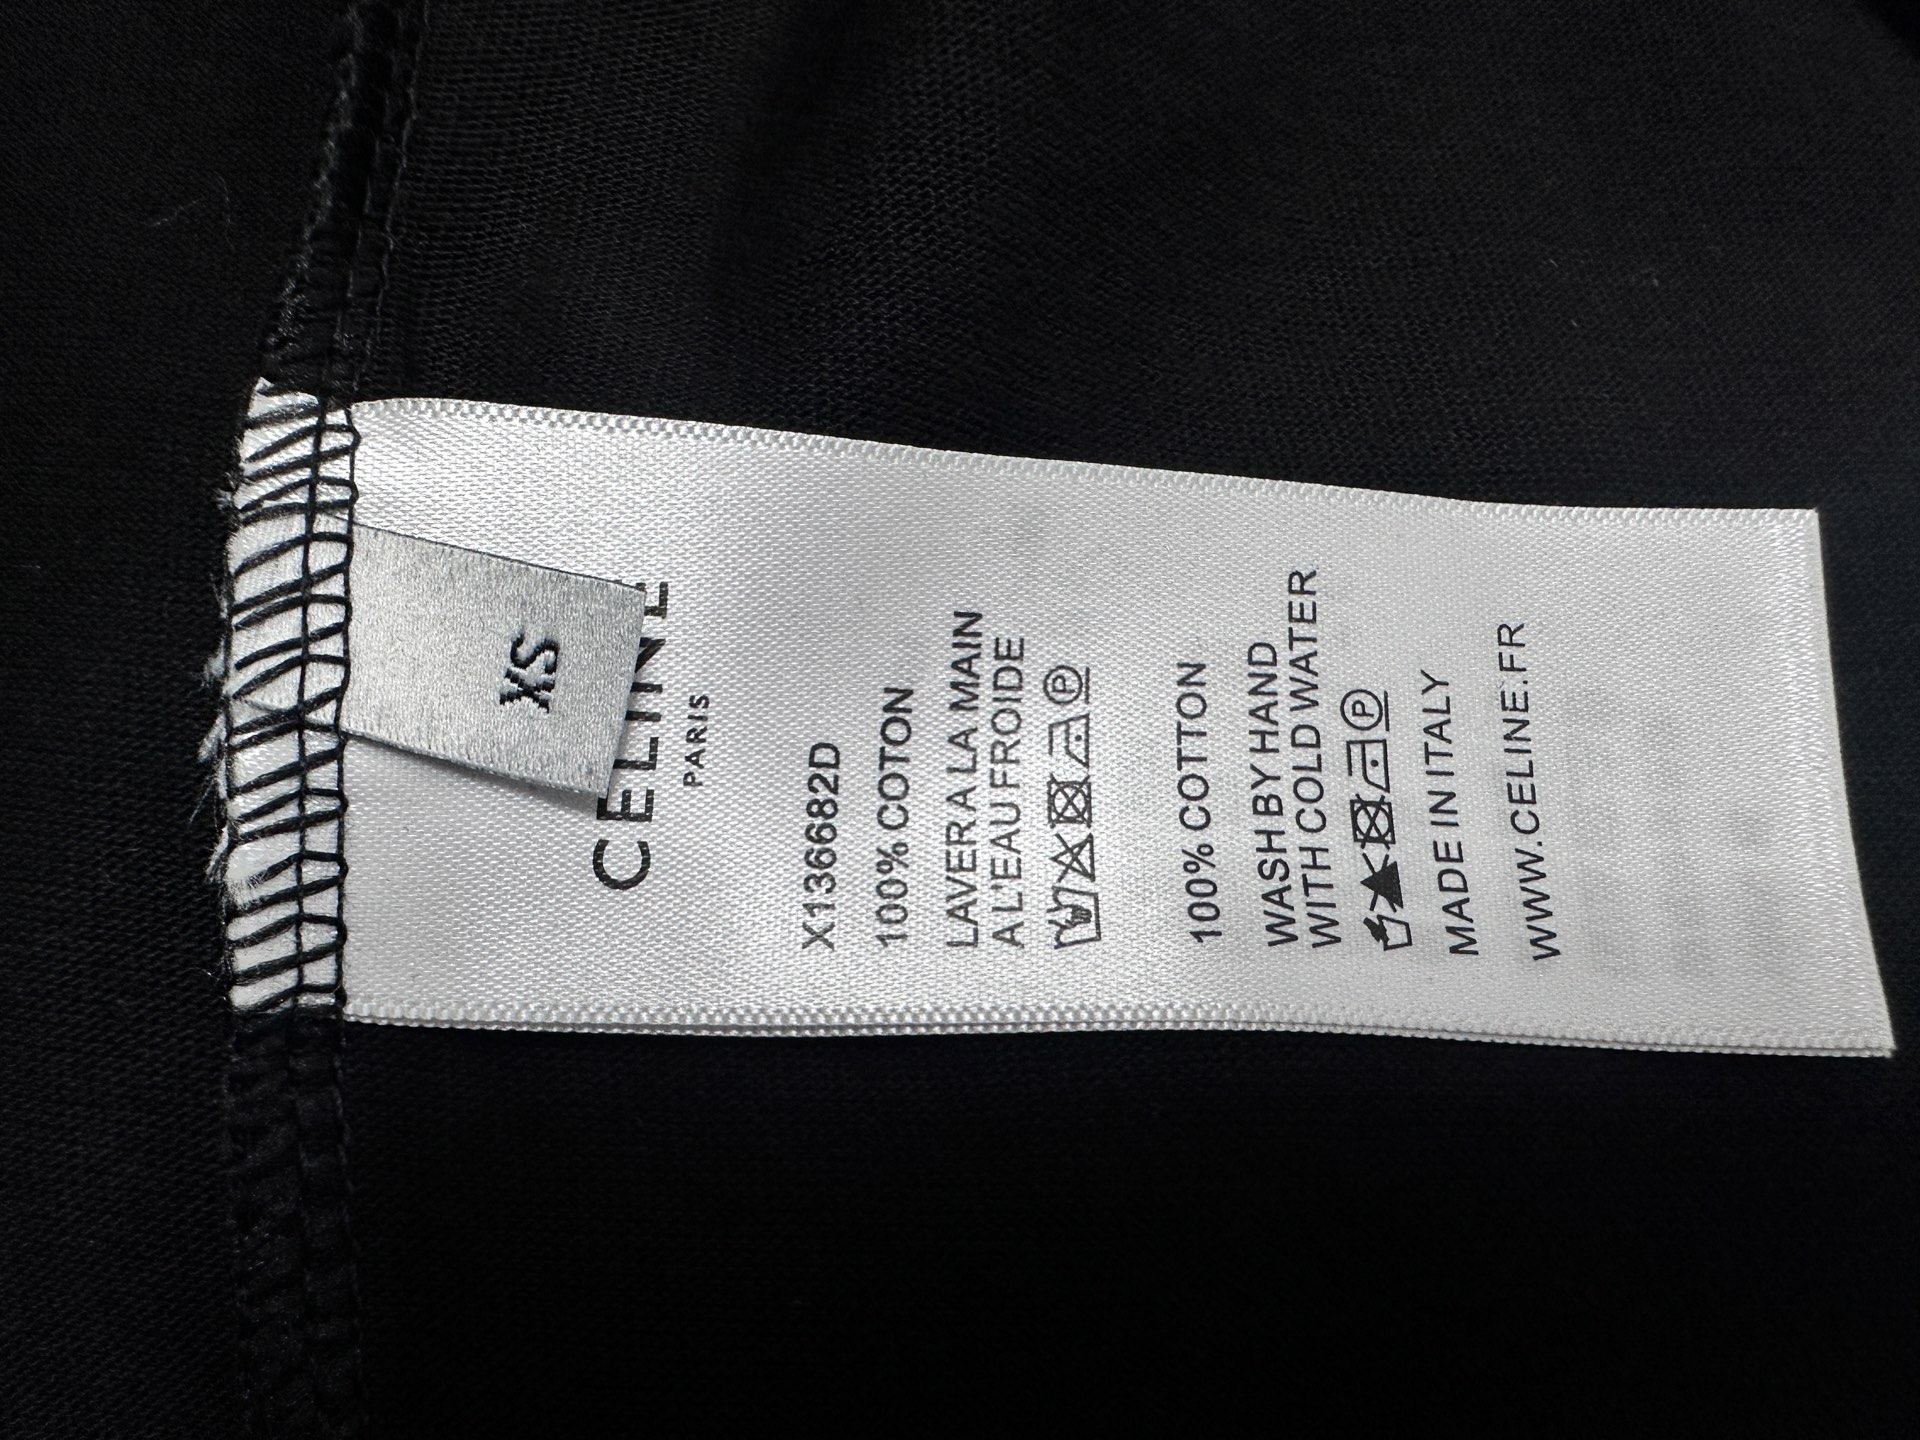 XS
CELINE
PARIS
X136682D
100% COTON
LAVER A LA MAIN
A L'EAU FROIDE
P
100% COTTON
WASH BY HAND
WITH COLD WATER
P
MADE IN ITALY
WWW.CELINE.FR